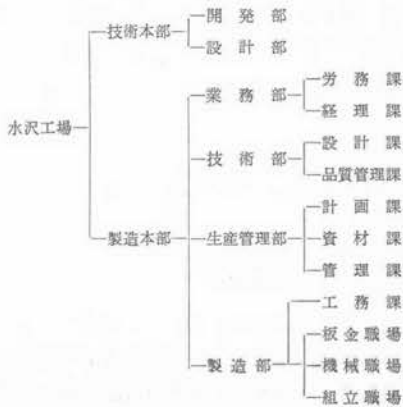 開発部
技術本部
設計部
労務課
業務部
経理課
水沢工場
設計課
技術部
品質管理課
計画課
製造本部
生産管理部
資材課
管理課
工務課
板金職場
製造部
機械職場
組立職場